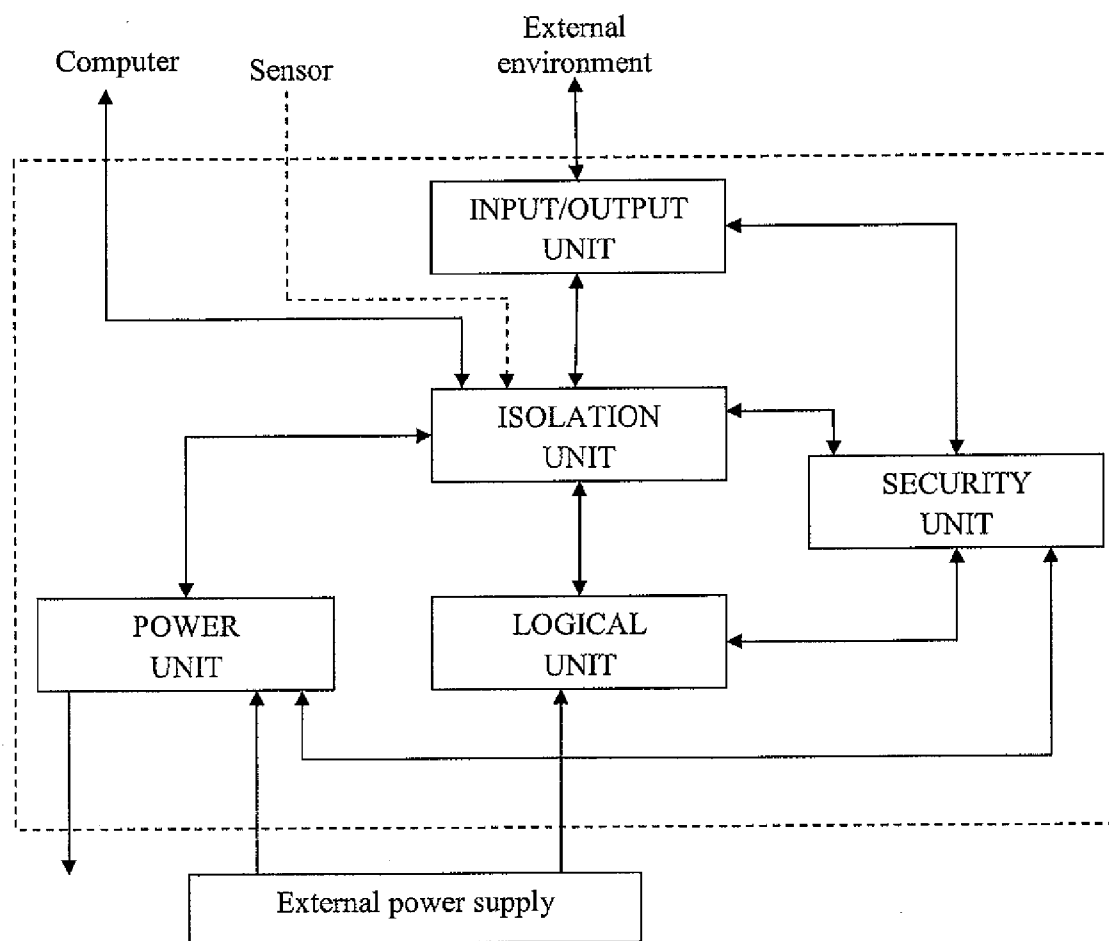 Computer
Sensor
External
environment
INPUT/OUTPUT
UNIT
ISOLATION
UNIT
SECURITY
UNIT
POWER
UNIT
LOGICAL
UNIT
External power supply